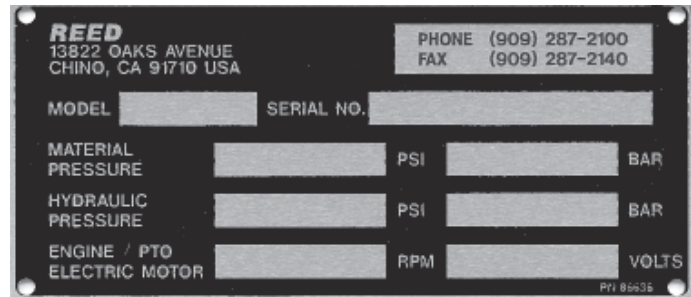 REED
13822 OAKS AVENUE
CHINO, CA 91710 USA
PHONE (909) 287-2100
FAX (909) 287-2140
MODEL SERIAL NO.
MATERIAL PRESSURE PSI BAR
HYDRAULIC PRESSURE PSI BAR
ENGINE / PTO ELECTRIC MOTOR RPM VOLTS
PN 86636